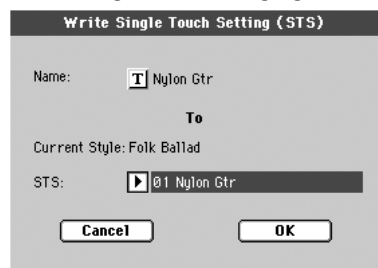 Write Single Touch Setting (STS)
Name: T Nylon Gtr
To
Current Style: Folk Ballad
STS: 01 Nylon Gtr
Cancel OK